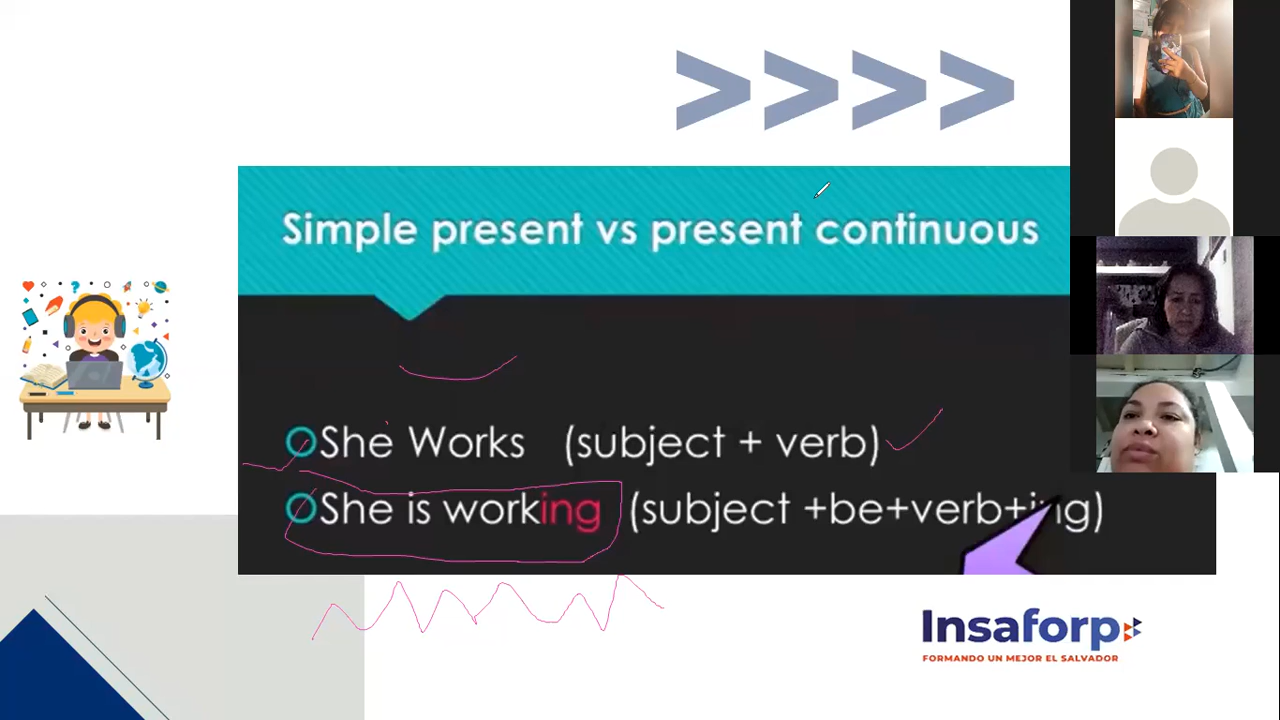 >>>>
Simple present vs present continuous
She Works (subject + verb)
She is working (subject +be+verb+ing)
Insaforp
FORMANDO UN MEJOR EL SALVADOR